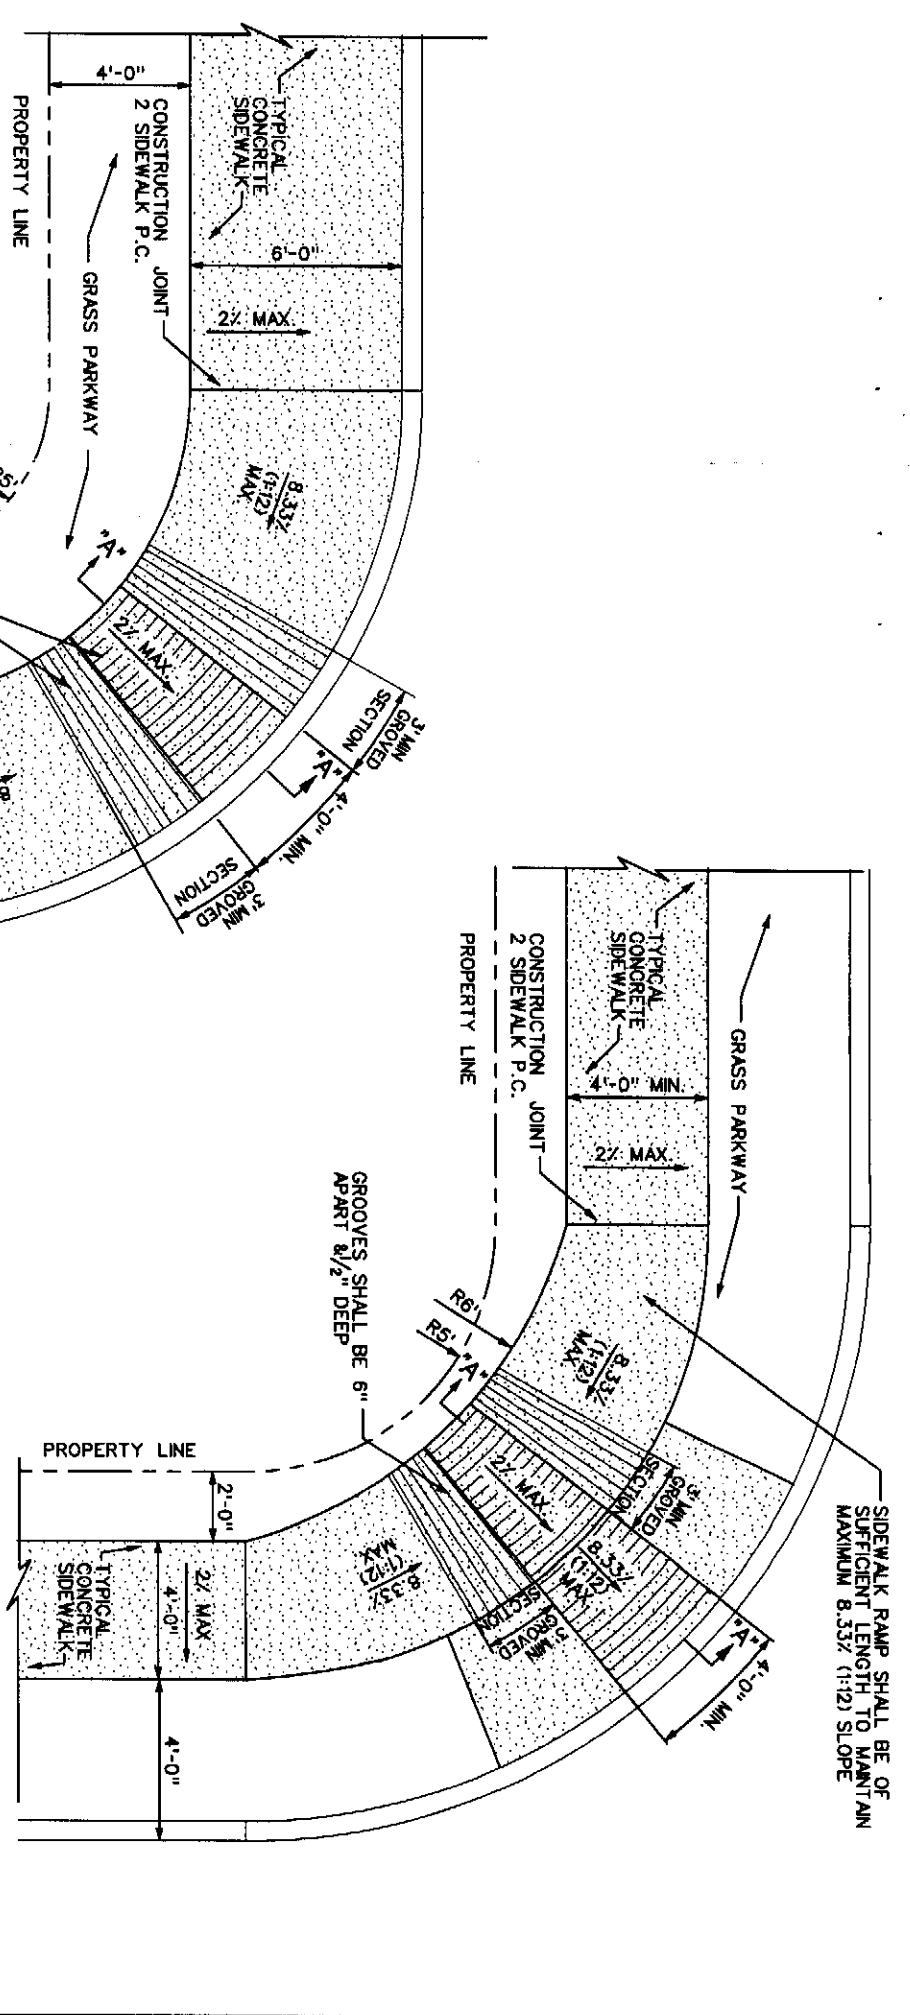 4'-0"
PROPERTY LINE
CONSTRUCTION JOINT
2 SIDEWALK P.C.
TYPICAL
CONCRETE
SIDEWALK
6'-0"
2% MAX.
GRASS PARKWAY
8.33%
(1:12)
MAX.
"A"
2% MAX.
3' MIN
GROVED
SECTION
"A"
4'-0" MIN.
3' MIN
GROVED
SECTION
PROPERTY LINE
CONSTRUCTION JOINT
2 SIDEWALK P.C.
TYPICAL
CONCRETE
SIDEWALK
4'-0" MIN.
2% MAX.
GRASS PARKWAY
SIDEWALK RAMP SHALL BE OF
SUFFICIENT LENGTH TO MAINTAIN
MAXIMUM 8.33% (1:12) SLOPE
GROOVES SHALL BE 6"
APART &1/2" DEEP
R6'
R5'
"A"
8.33%
(1:12)
MAX
2% MAX.
3' MIN
GROVED
SECTION
8.33%
(1:12)
MAX
"A"
4'-0" MIN.
3' MIN
GROVED
SECTION
8.33%
(1:12)
MAX
PROPERTY LINE
2'-0"
2% MAX
4'-0"
TYPICAL
CONCRETE
SIDEWALK
4'-0"